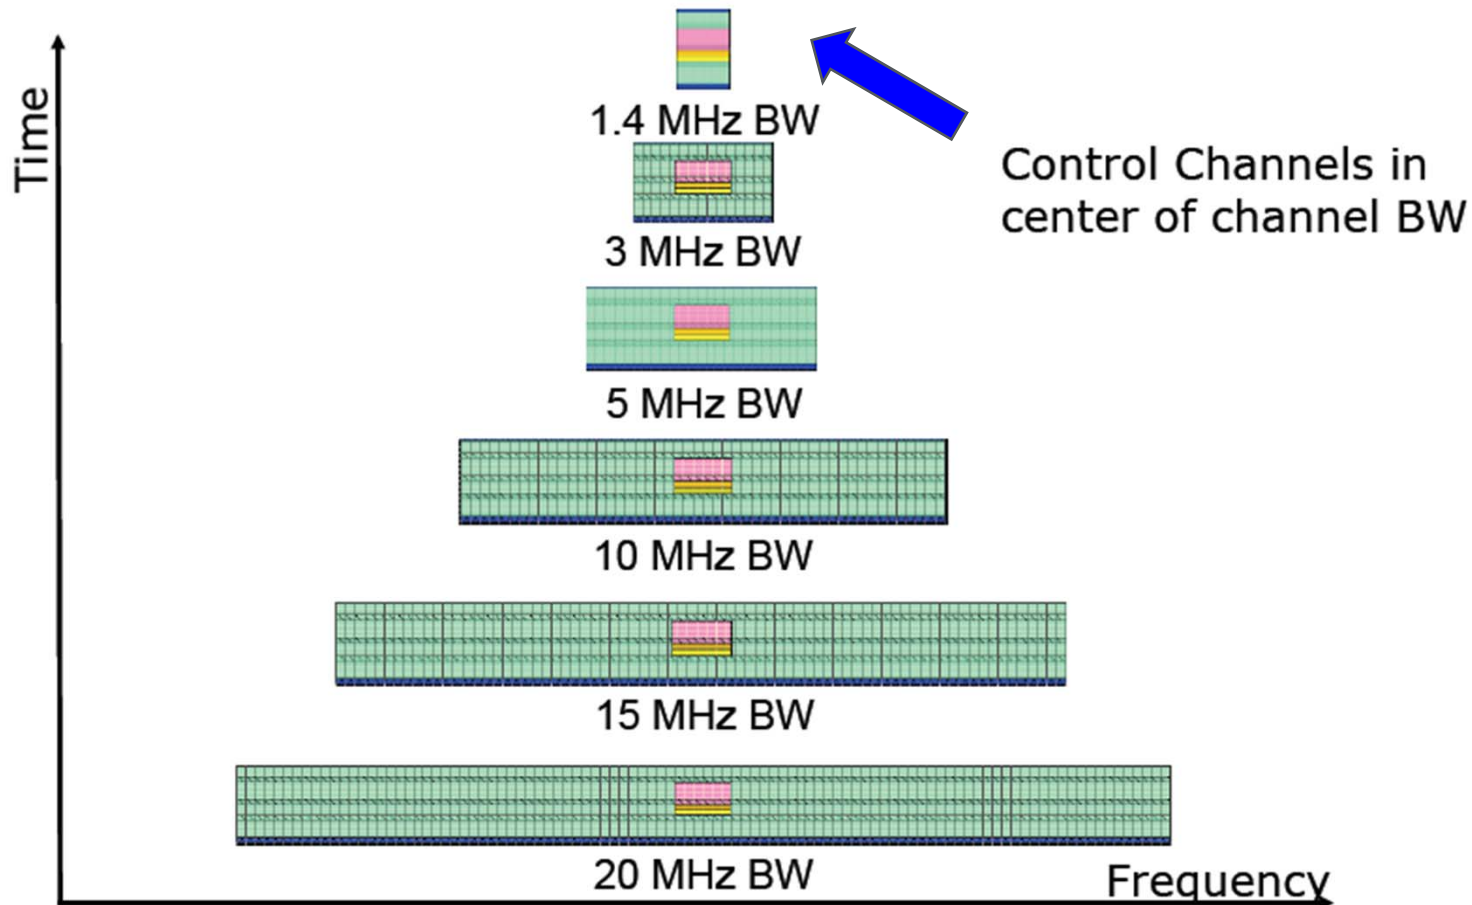 Time
1.4 MHz BW
Control Channels in
center of channel BW
3 MHz BW
5 MHz BW
10 MHz BW
15 MHz BW
20 MHz BW
Frequency